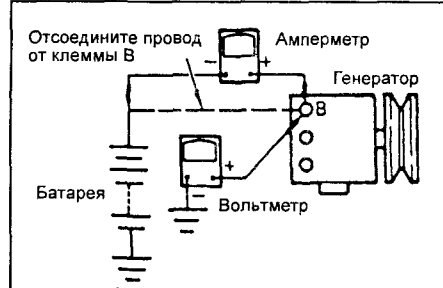 Отсоедините провод
от клеммы В
Амперметр
− +
Генератор
В
+
−
Батарея
Вольтметр